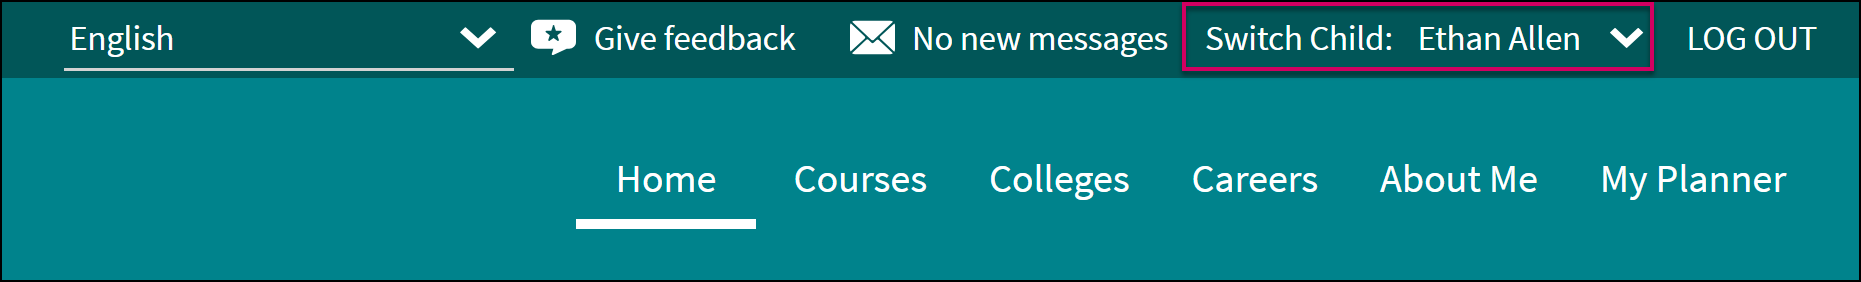 English Give feedback No new messages Switch Child: Ethan Allen LOG OUT
Home Courses Colleges Careers About Me My Planner